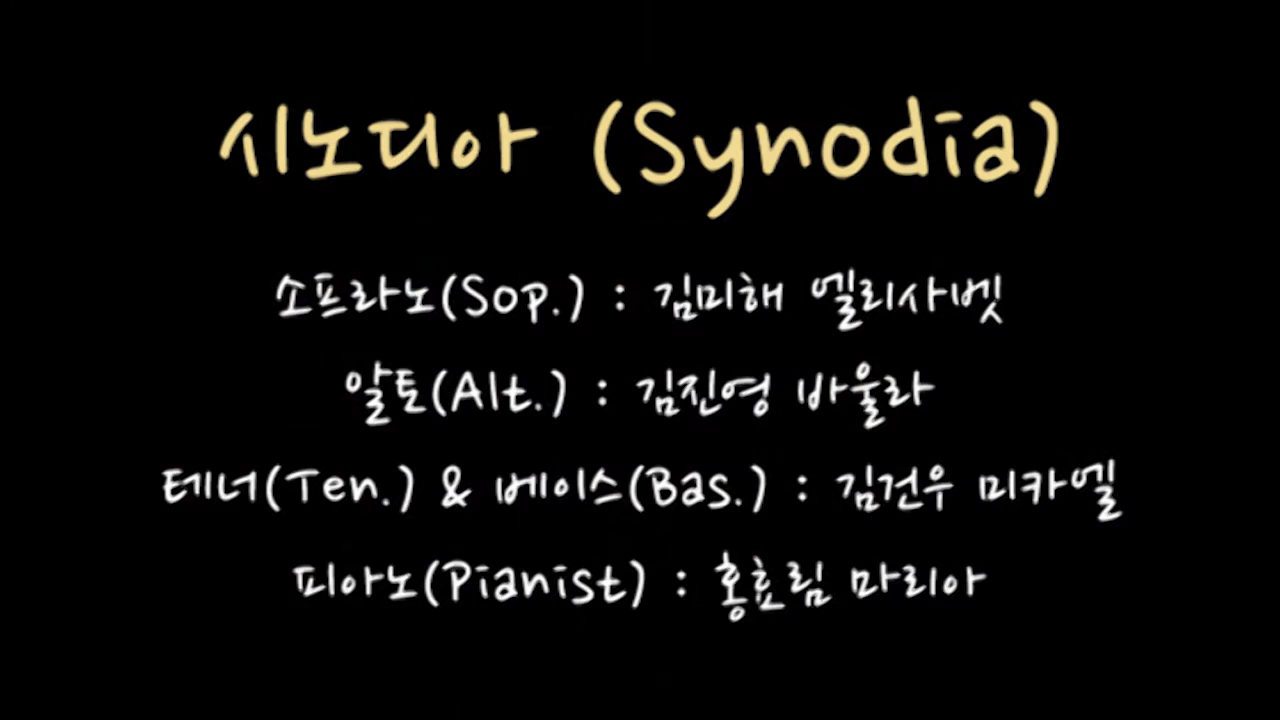 시노디아 (Synodia)
소프라노(Sop.) : 김미해 엘리사벳
알토(Alt.) : 김진영 바울라
테너(Ten.) & 베이스(Bas.) : 김건우 미카엘
피아노(Pianist) : 홍효림 마리아